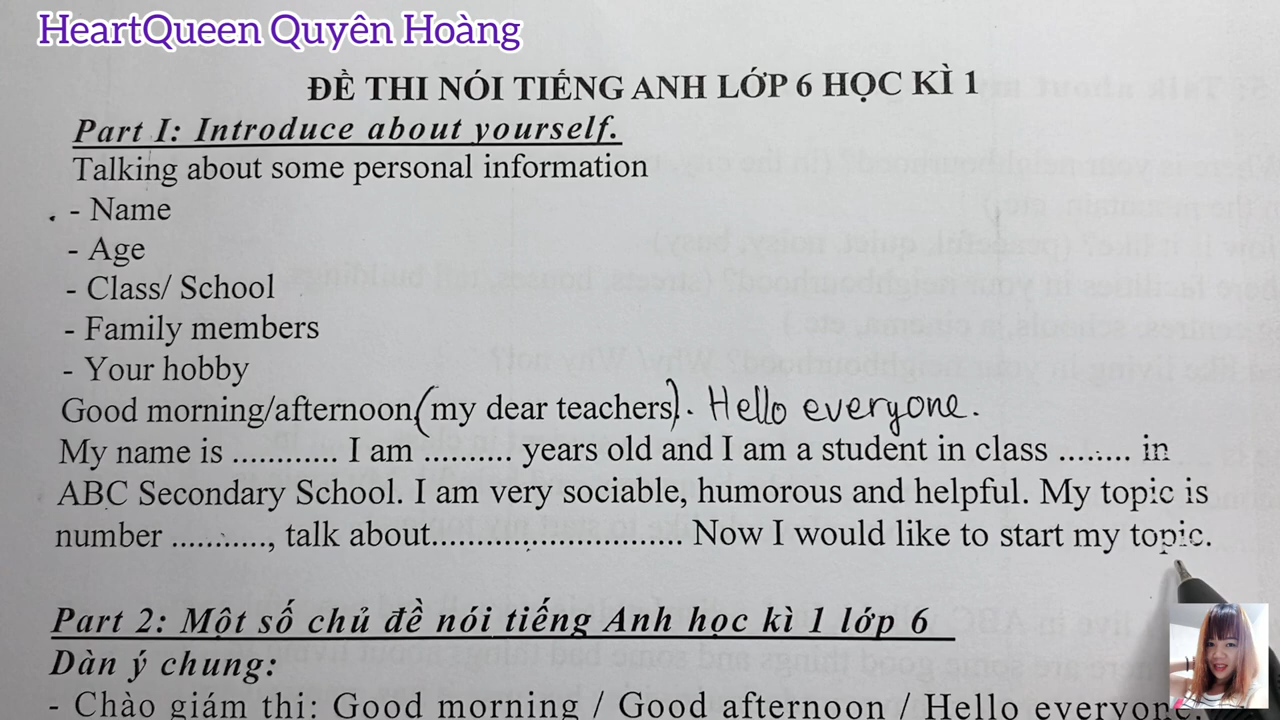 HeartQueen Quyên Hoàng
ĐỀ THI NÓI TIẾNG ANH LỚP 6 HỌC KÌ 1
Part I: Introduce about yourself.
Talking about some personal information
- Name
- Age
- Class/ School
- Family members
- Your hobby
Good morning/afternoon (my dear teachers). Hello everyone.
My name is ............ I am .......... years old and I am a student in class ........ in
ABC Secondary School. I am very sociable, humorous and helpful. My topic is
number ..........., talk about............................. Now I would like to start my topic.
Part 2: Một số chủ đề nói tiếng Anh học kì 1 lớp 6
Dàn ý chung:
- Chào giám thị: Good morning / Good afternoon / Hello everyone